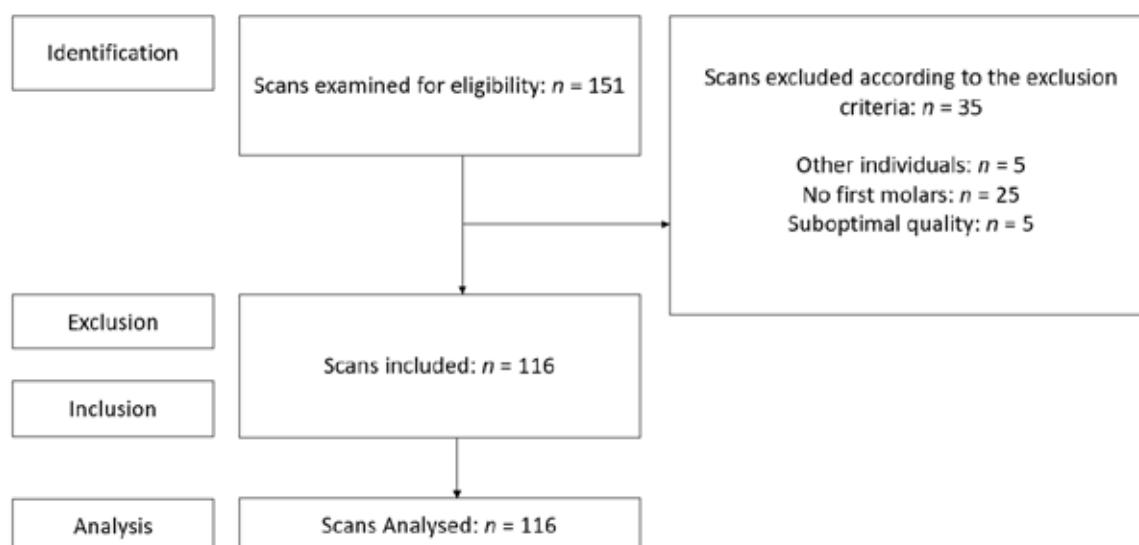 Identification
Scans examined for eligibility: n = 151
Scans excluded according to the exclusion
criteria: n = 35
Other individuals: n = 5
No first molars: n = 25
Suboptimal quality: n = 5
Exclusion
Scans included: n = 116
Inclusion
Analysis
Scans Analysed: n = 116